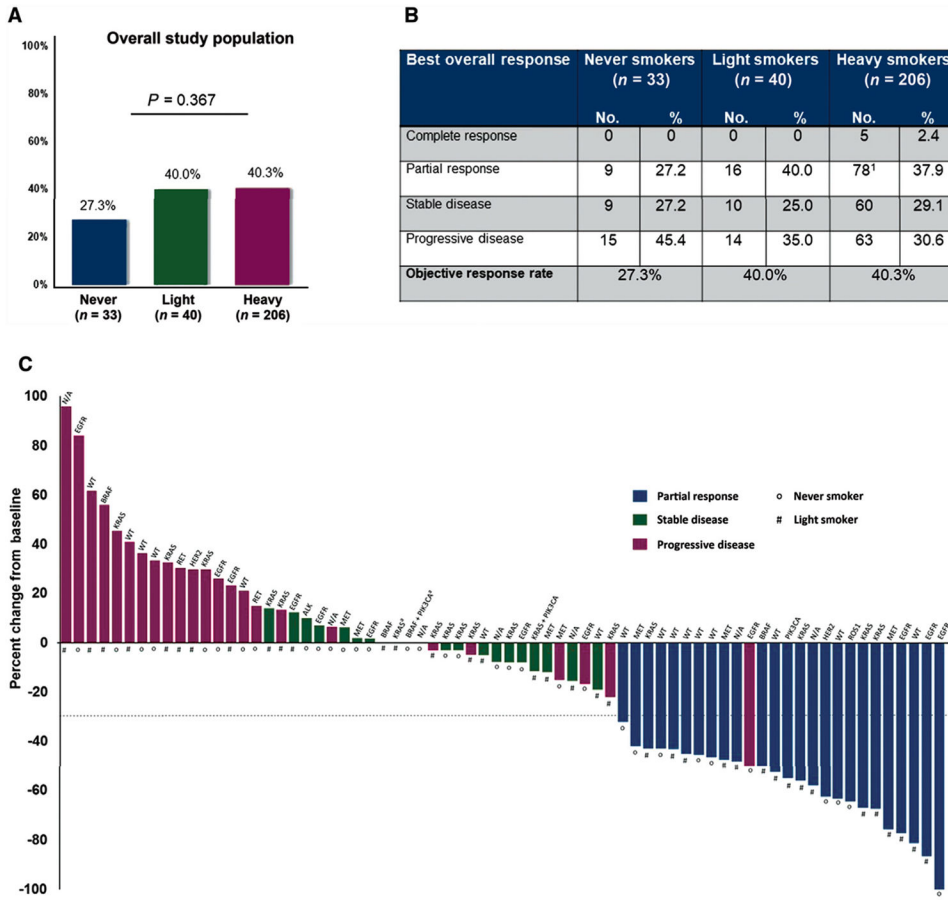 A
Overall study population
100%
80%
60%
40%
20%
0%
P = 0.367
27.3%
40.0%
40.3%
Never
(n = 33)
Light
(n = 40)
Heavy
(n = 206)
B
Best overall response Never smokers (n = 33) Light smokers (n = 40) Heavy smokers (n = 206)
No. % No. % No. %
Complete response 0 0 0 0 5 2.4
Partial response 9 27.2 16 40.0 78¹ 37.9
Stable disease 9 27.2 10 25.0 60 29.1
Progressive disease 15 45.4 14 35.0 63 30.6
Objective response rate 27.3% 40.0% 40.3%
C
Percent change from baseline
100
80
60
40
20
0
-20
-40
-60
-80
-100
Partial response
Stable disease
Progressive disease
o Never smoker
# Light smoker
N/A
EGFR
WT
BRAF
KRAS
WT
WT
WT
KRAS
RET
HER2
KRAS
EGFR
EGFR
WT
RET
KRAS
KRAS
EGFR
ALK
EGFR
N/A
MET
MET
EGFR
BRAF
KRAS
BRAF+PIK3CA
N/A
KRAS
KRAS
KRAS
KRAS
WT
N/A
KRAS
EGFR
KRAS+PIK3CA
MET
MET
N/A
EGFR
WT
KRAS
WT
MET
KRAS
WT
WT
WT
WT
WT
MET
N/A
EGFR
BRAF
WT
PIK3CA
KRAS
N/A
HER2
WT
ROS1
KRAS
KRAS
MET
EGFR
WT
EGFR
EGFR